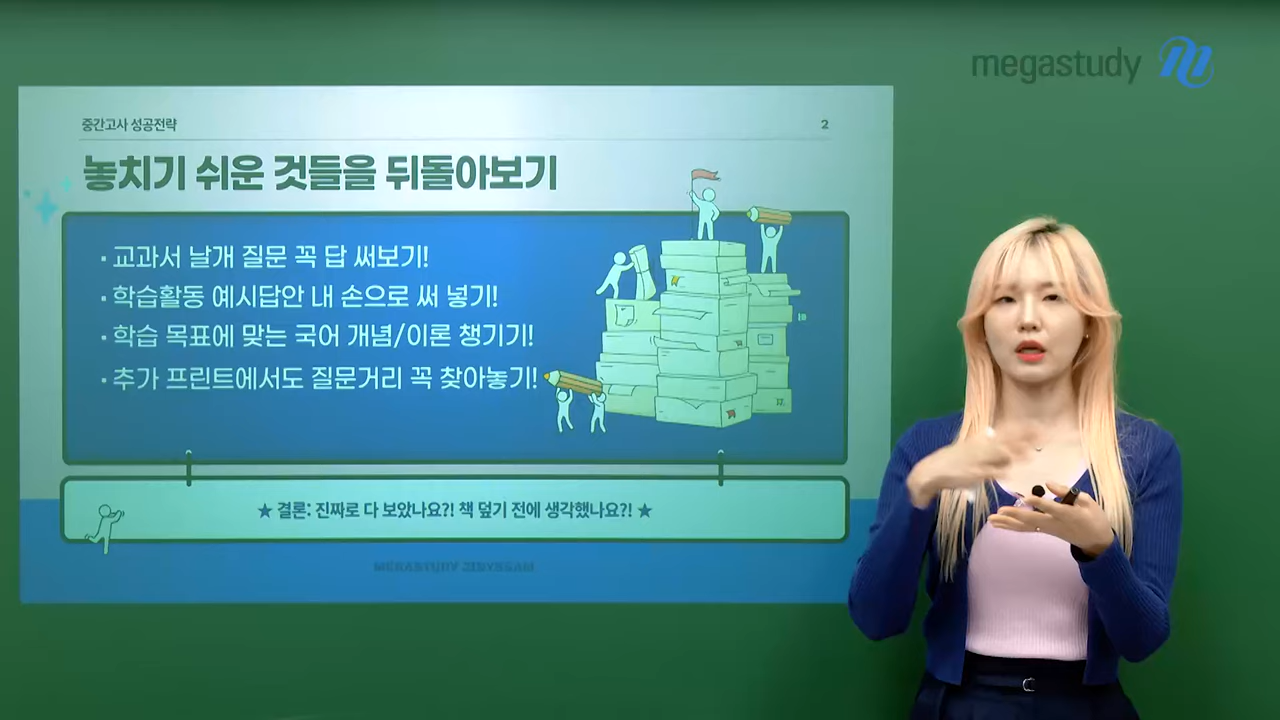 megastudy
중간고사 성공전략
2
놓치기 쉬운 것들을 뒤돌아보기
· 교과서 날개 질문 꼭 답 써보기!
· 학습활동 예시답안 내 손으로 써 넣기!
· 학습 목표에 맞는 국어 개념/이론 챙기기!
· 추가 프린트에서도 질문거리 꼭 찾아놓기!
★ 결론: 진짜로 다 보았나요?! 책 덮기 전에 생각했나요?! ★